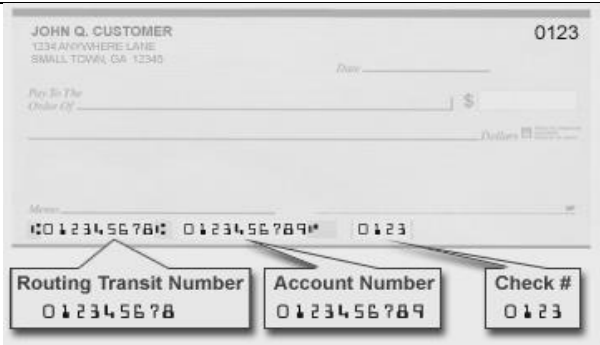 JOHN Q. CUSTOMER 0123
1234 ANYWHERE LANE
SMALL TOWN, GA 12345
Date
Pay To The
Order Of $
Dollars
Memo
⑆012345678⑆ 0123456789⑈ 0123
Routing Transit Number Account Number Check #
012345678 0123456789 0123